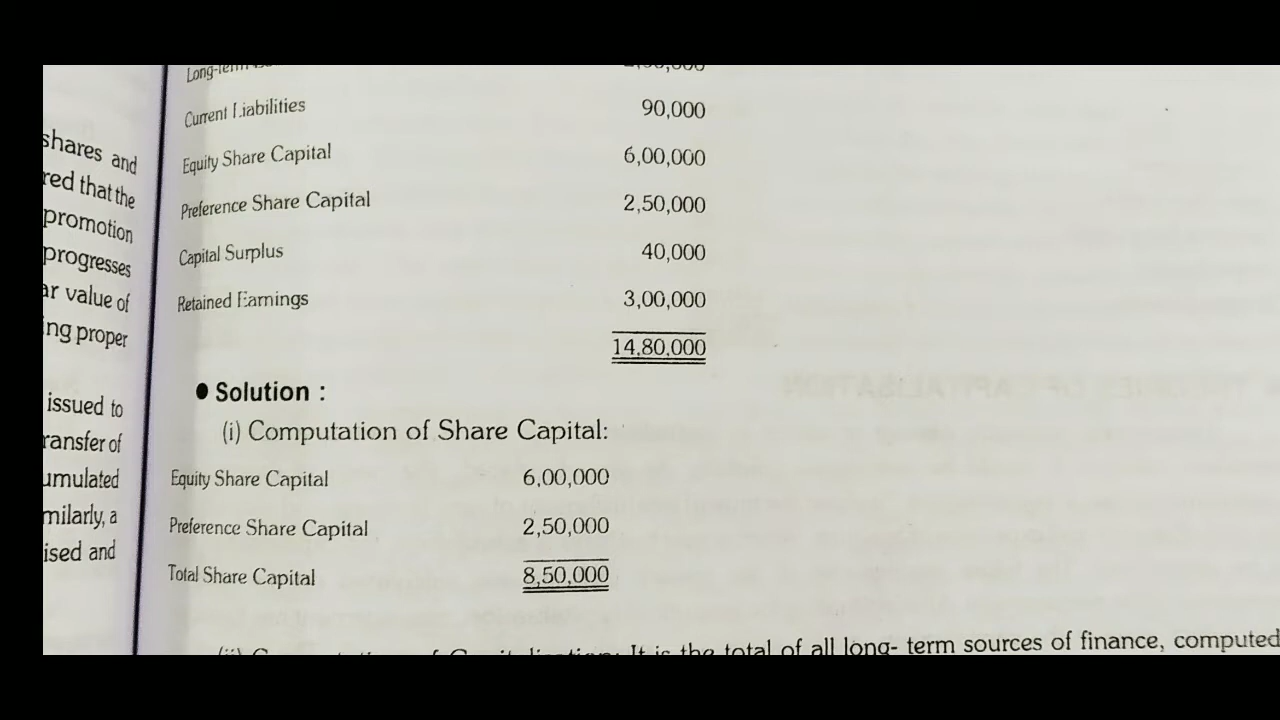 Current Liabilities 90,000
Equity Share Capital 6,00,000
Preference Share Capital 2,50,000
Capital Surplus 40,000
Retained Earnings 3,00,000
14,80,000
● Solution :
(i) Computation of Share Capital:
Equity Share Capital 6,00,000
Preference Share Capital 2,50,000
Total Share Capital 8,50,000
It is the total of all long- term sources of finance, computed
shares and
red that the
promotion
progresses
ar value of
ing proper
issued to
ransfer of
umulated
milarly, a
ised and